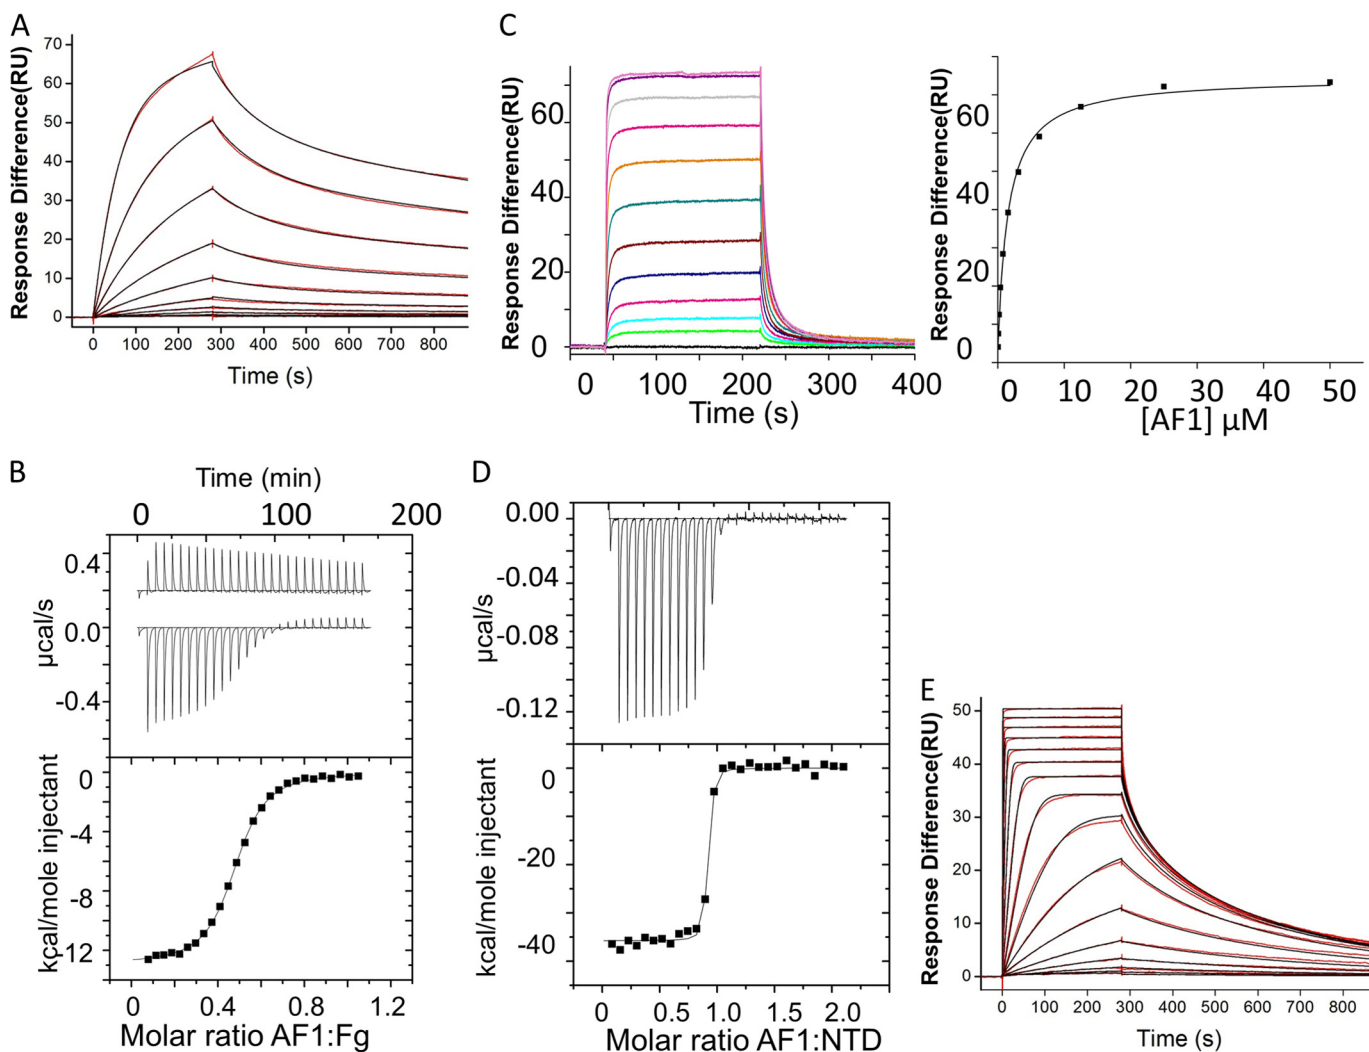 A
Response Difference(RU)
70
60
50
40
30
20
10
0
0 100 200 300 400 500 600 700 800
Time (s)
C
Response Difference(RU)
60
40
20
0
0 100 200 300 400
Time (s)
Response Difference(RU)
60
40
20
0
0 10 20 30 40 50
[AF1] µM
B
Time (min)
0 100 200
µcal/s
0.4
0.0
-0.4
kcal/mole injectant
0
-4
-8
-12
0 0.4 0.8 1.2
Molar ratio AF1:Fg
D
µcal/s
0.00
-0.04
-0.08
-0.12
kcal/mole injectant
0
-20
-40
0 0.5 1.0 1.5 2.0
Molar ratio AF1:NTD
E
Response Difference(RU)
50
40
30
20
10
0
0 100 200 300 400 500 600 700 800
Time (s)